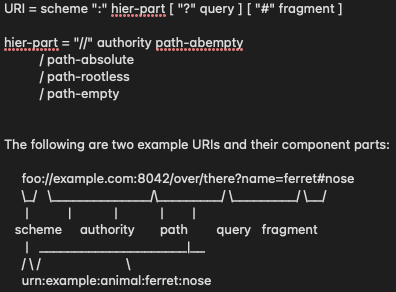 URI = scheme ":" hier-part [ "?" query ] [ "#" fragment ]
hier-part = "//" authority path-abempty
/ path-absolute
/ path-rootless
/ path-empty
The following are two example URIs and their component parts:
foo://example.com:8042/over/there?name=ferret#nose
\_/ \______________/\_________/ \_________/ \__/
| | | | |
scheme authority path query fragment
| _____________________|__
/ \ / \
urn:example:animal:ferret:nose